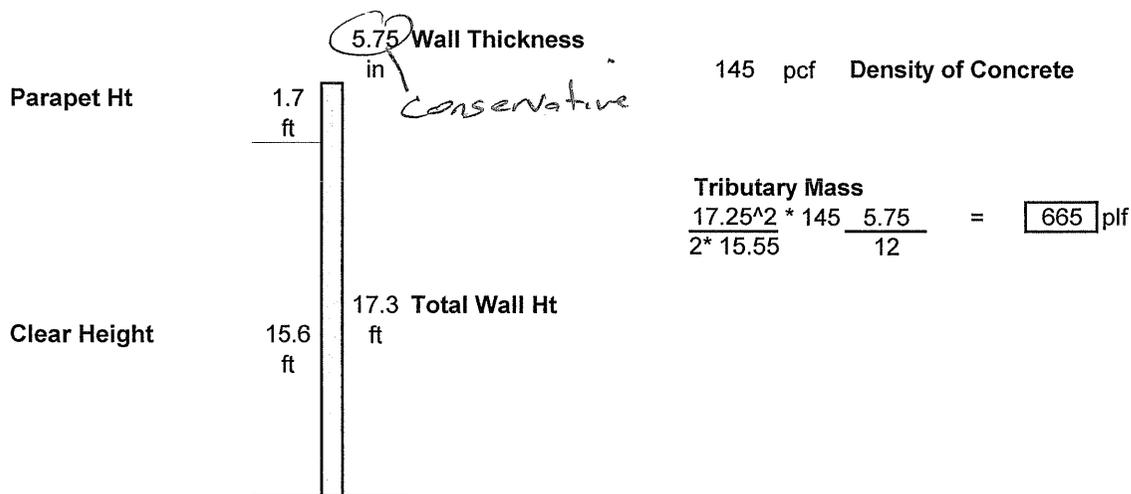 5.75 Wall Thickness
in
conservative
145 pcf Density of Concrete
Parapet Ht 1.7
ft
Tributary Mass
17.25^2 * 145 5.75 = 665 plf
2* 15.55 12
17.3 Total Wall Ht
ft
Clear Height 15.6
ft